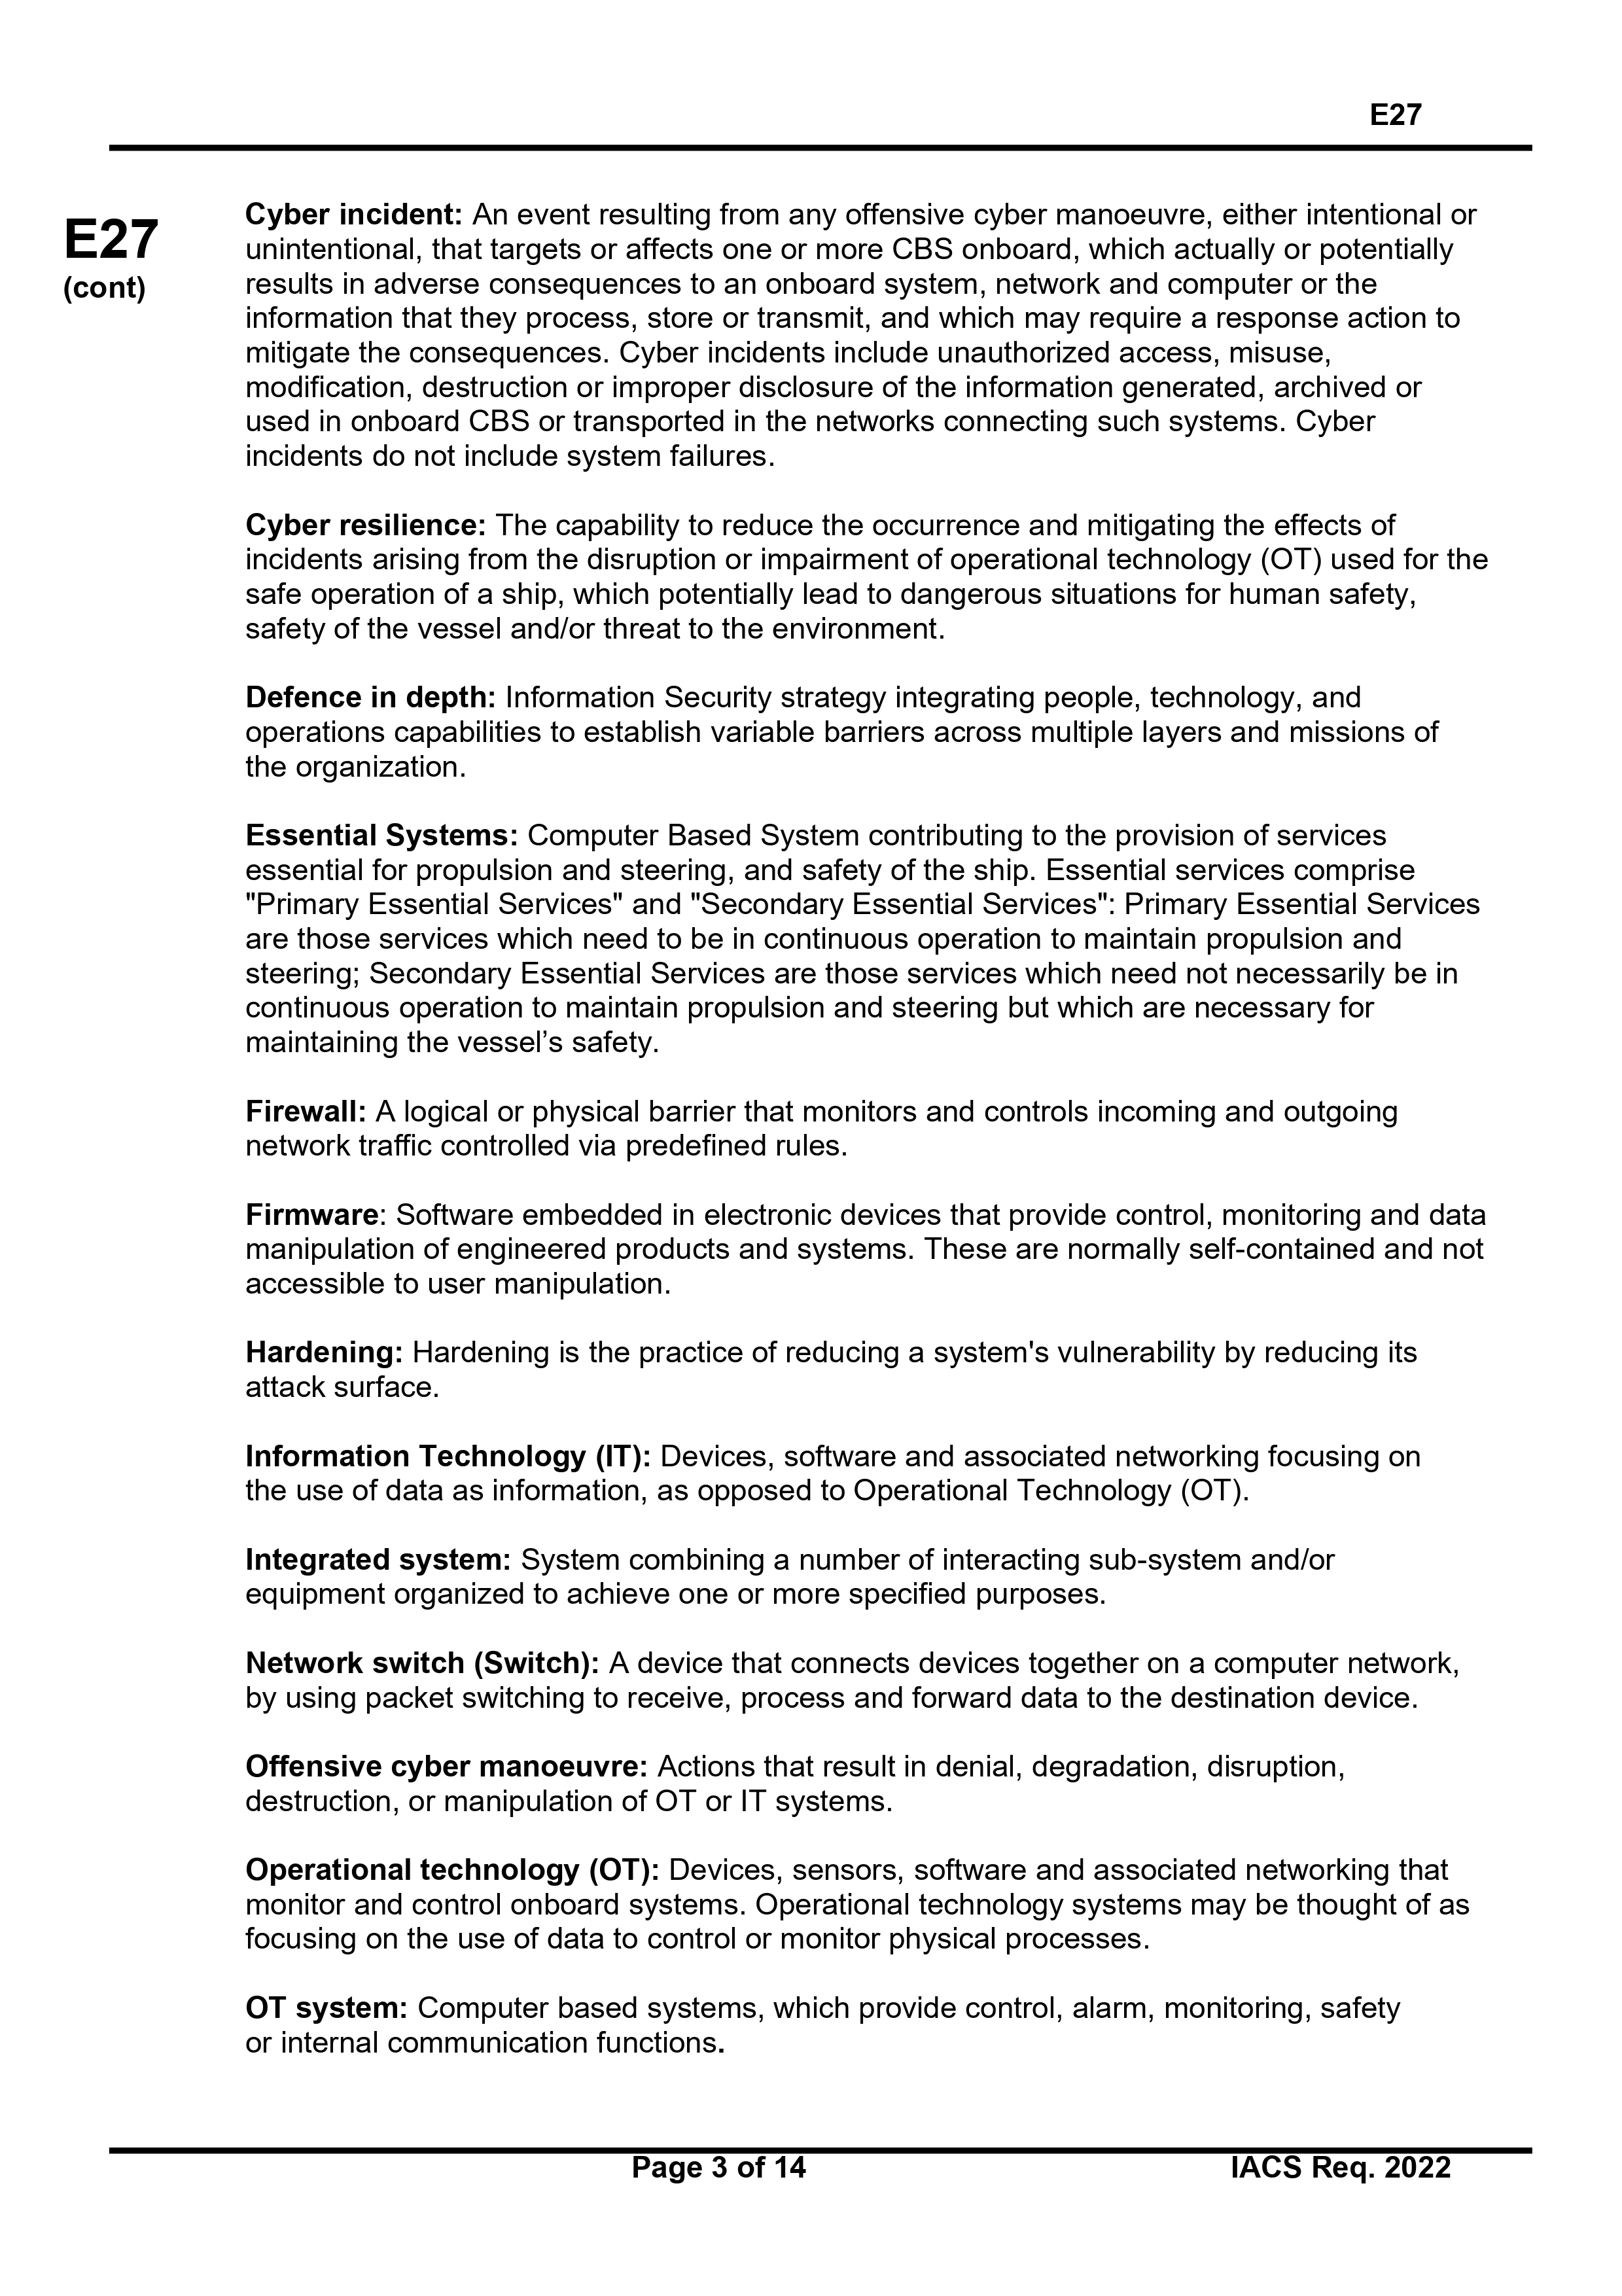 E27
E27
(cont)
Cyber incident: An event resulting from any offensive cyber manoeuvre, either intentional or
unintentional, that targets or affects one or more CBS onboard, which actually or potentially
results in adverse consequences to an onboard system, network and computer or the
information that they process, store or transmit, and which may require a response action to
mitigate the consequences. Cyber incidents include unauthorized access, misuse,
modification, destruction or improper disclosure of the information generated, archived or
used in onboard CBS or transported in the networks connecting such systems. Cyber
incidents do not include system failures.
Cyber resilience: The capability to reduce the occurrence and mitigating the effects of
incidents arising from the disruption or impairment of operational technology (OT) used for the
safe operation of a ship, which potentially lead to dangerous situations for human safety,
safety of the vessel and/or threat to the environment.
Defence in depth: Information Security strategy integrating people, technology, and
operations capabilities to establish variable barriers across multiple layers and missions of
the organization.
Essential Systems: Computer Based System contributing to the provision of services
essential for propulsion and steering, and safety of the ship. Essential services comprise
"Primary Essential Services" and "Secondary Essential Services": Primary Essential Services
are those services which need to be in continuous operation to maintain propulsion and
steering; Secondary Essential Services are those services which need not necessarily be in
continuous operation to maintain propulsion and steering but which are necessary for
maintaining the vessel’s safety.
Firewall: A logical or physical barrier that monitors and controls incoming and outgoing
network traffic controlled via predefined rules.
Firmware: Software embedded in electronic devices that provide control, monitoring and data
manipulation of engineered products and systems. These are normally self-contained and not
accessible to user manipulation.
Hardening: Hardening is the practice of reducing a system's vulnerability by reducing its
attack surface.
Information Technology (IT): Devices, software and associated networking focusing on
the use of data as information, as opposed to Operational Technology (OT).
Integrated system: System combining a number of interacting sub-system and/or
equipment organized to achieve one or more specified purposes.
Network switch (Switch): A device that connects devices together on a computer network,
by using packet switching to receive, process and forward data to the destination device.
Offensive cyber manoeuvre: Actions that result in denial, degradation, disruption,
destruction, or manipulation of OT or IT systems.
Operational technology (OT): Devices, sensors, software and associated networking that
monitor and control onboard systems. Operational technology systems may be thought of as
focusing on the use of data to control or monitor physical processes.
OT system: Computer based systems, which provide control, alarm, monitoring, safety
or internal communication functions.
Page 3 of 14
IACS Req. 2022